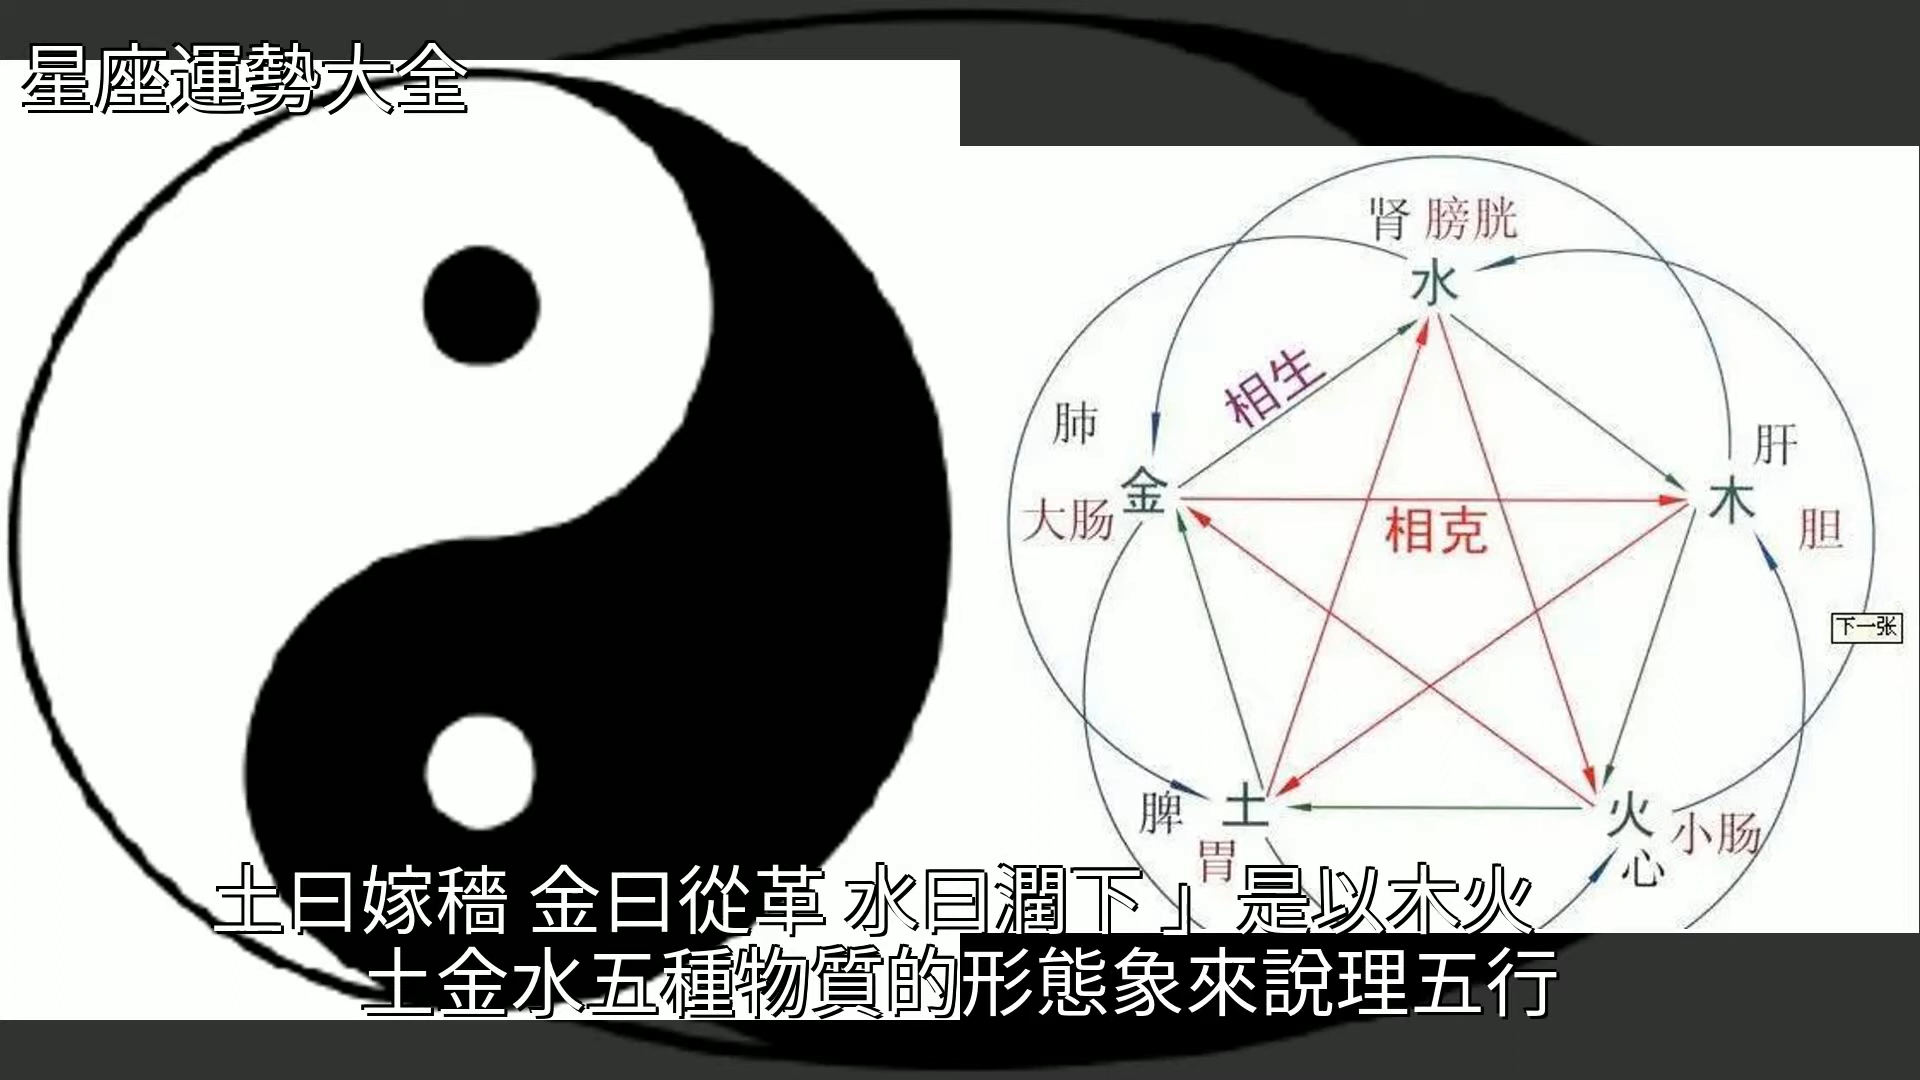 星座運勢大全
肾 膀胱
水
相生
肺
金
大肠
相克
肝
木
胆
下一张
土
脾
胃
火
小肠
心
土曰嫁穡 金曰從革 水曰潤下」是以木火
土金水五種物質的形態象來說理五行